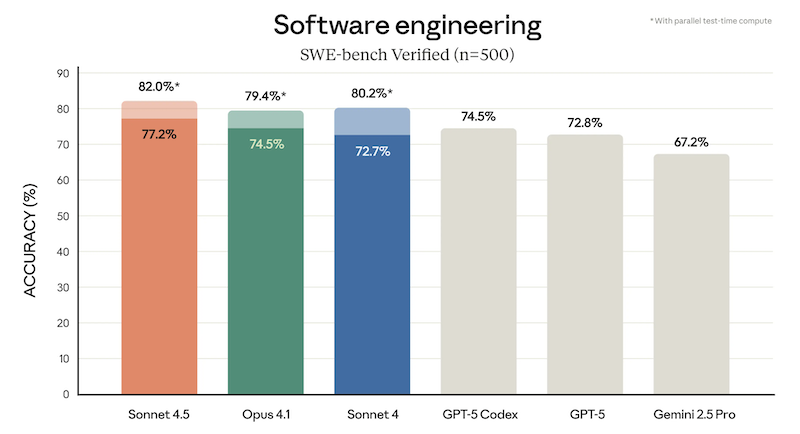 Software engineering
* With parallel test-time compute
SWE-bench Verified (n=500)
ACCURACY (%)
90
80
70
60
50
40
30
20
10
0
82.0%*
77.2%
79.4%*
74.5%
80.2%*
72.7%
74.5%
72.8%
67.2%
Sonnet 4.5
Opus 4.1
Sonnet 4
GPT-5 Codex
GPT-5
Gemini 2.5 Pro